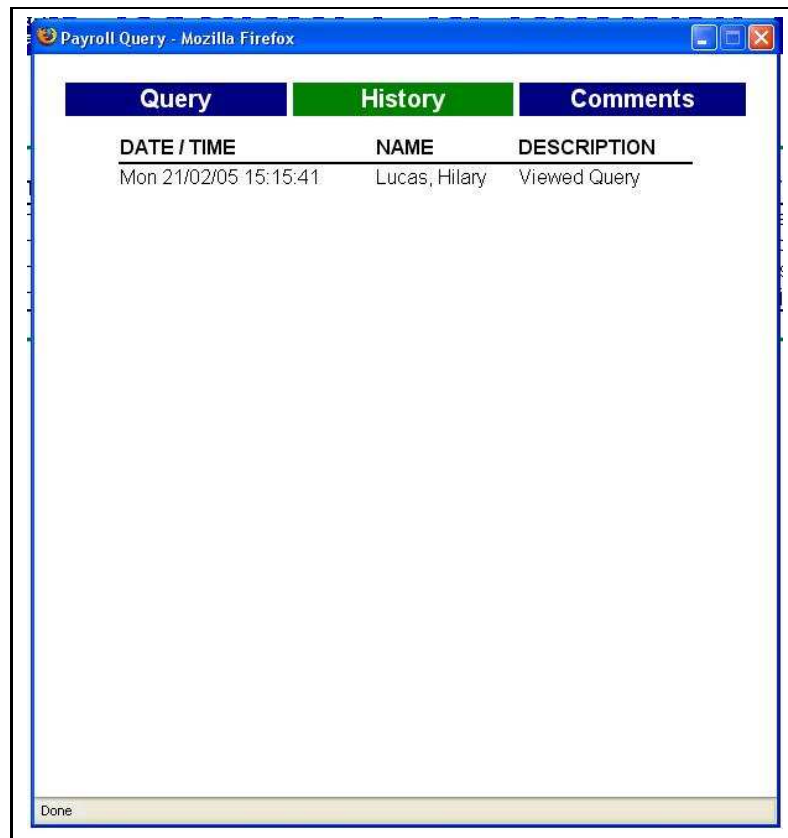 Payroll Query - Mozilla Firefox
Query History Comments
DATE / TIME NAME DESCRIPTION
Mon 21/02/05 15:15:41 Lucas, Hilary Viewed Query
Done